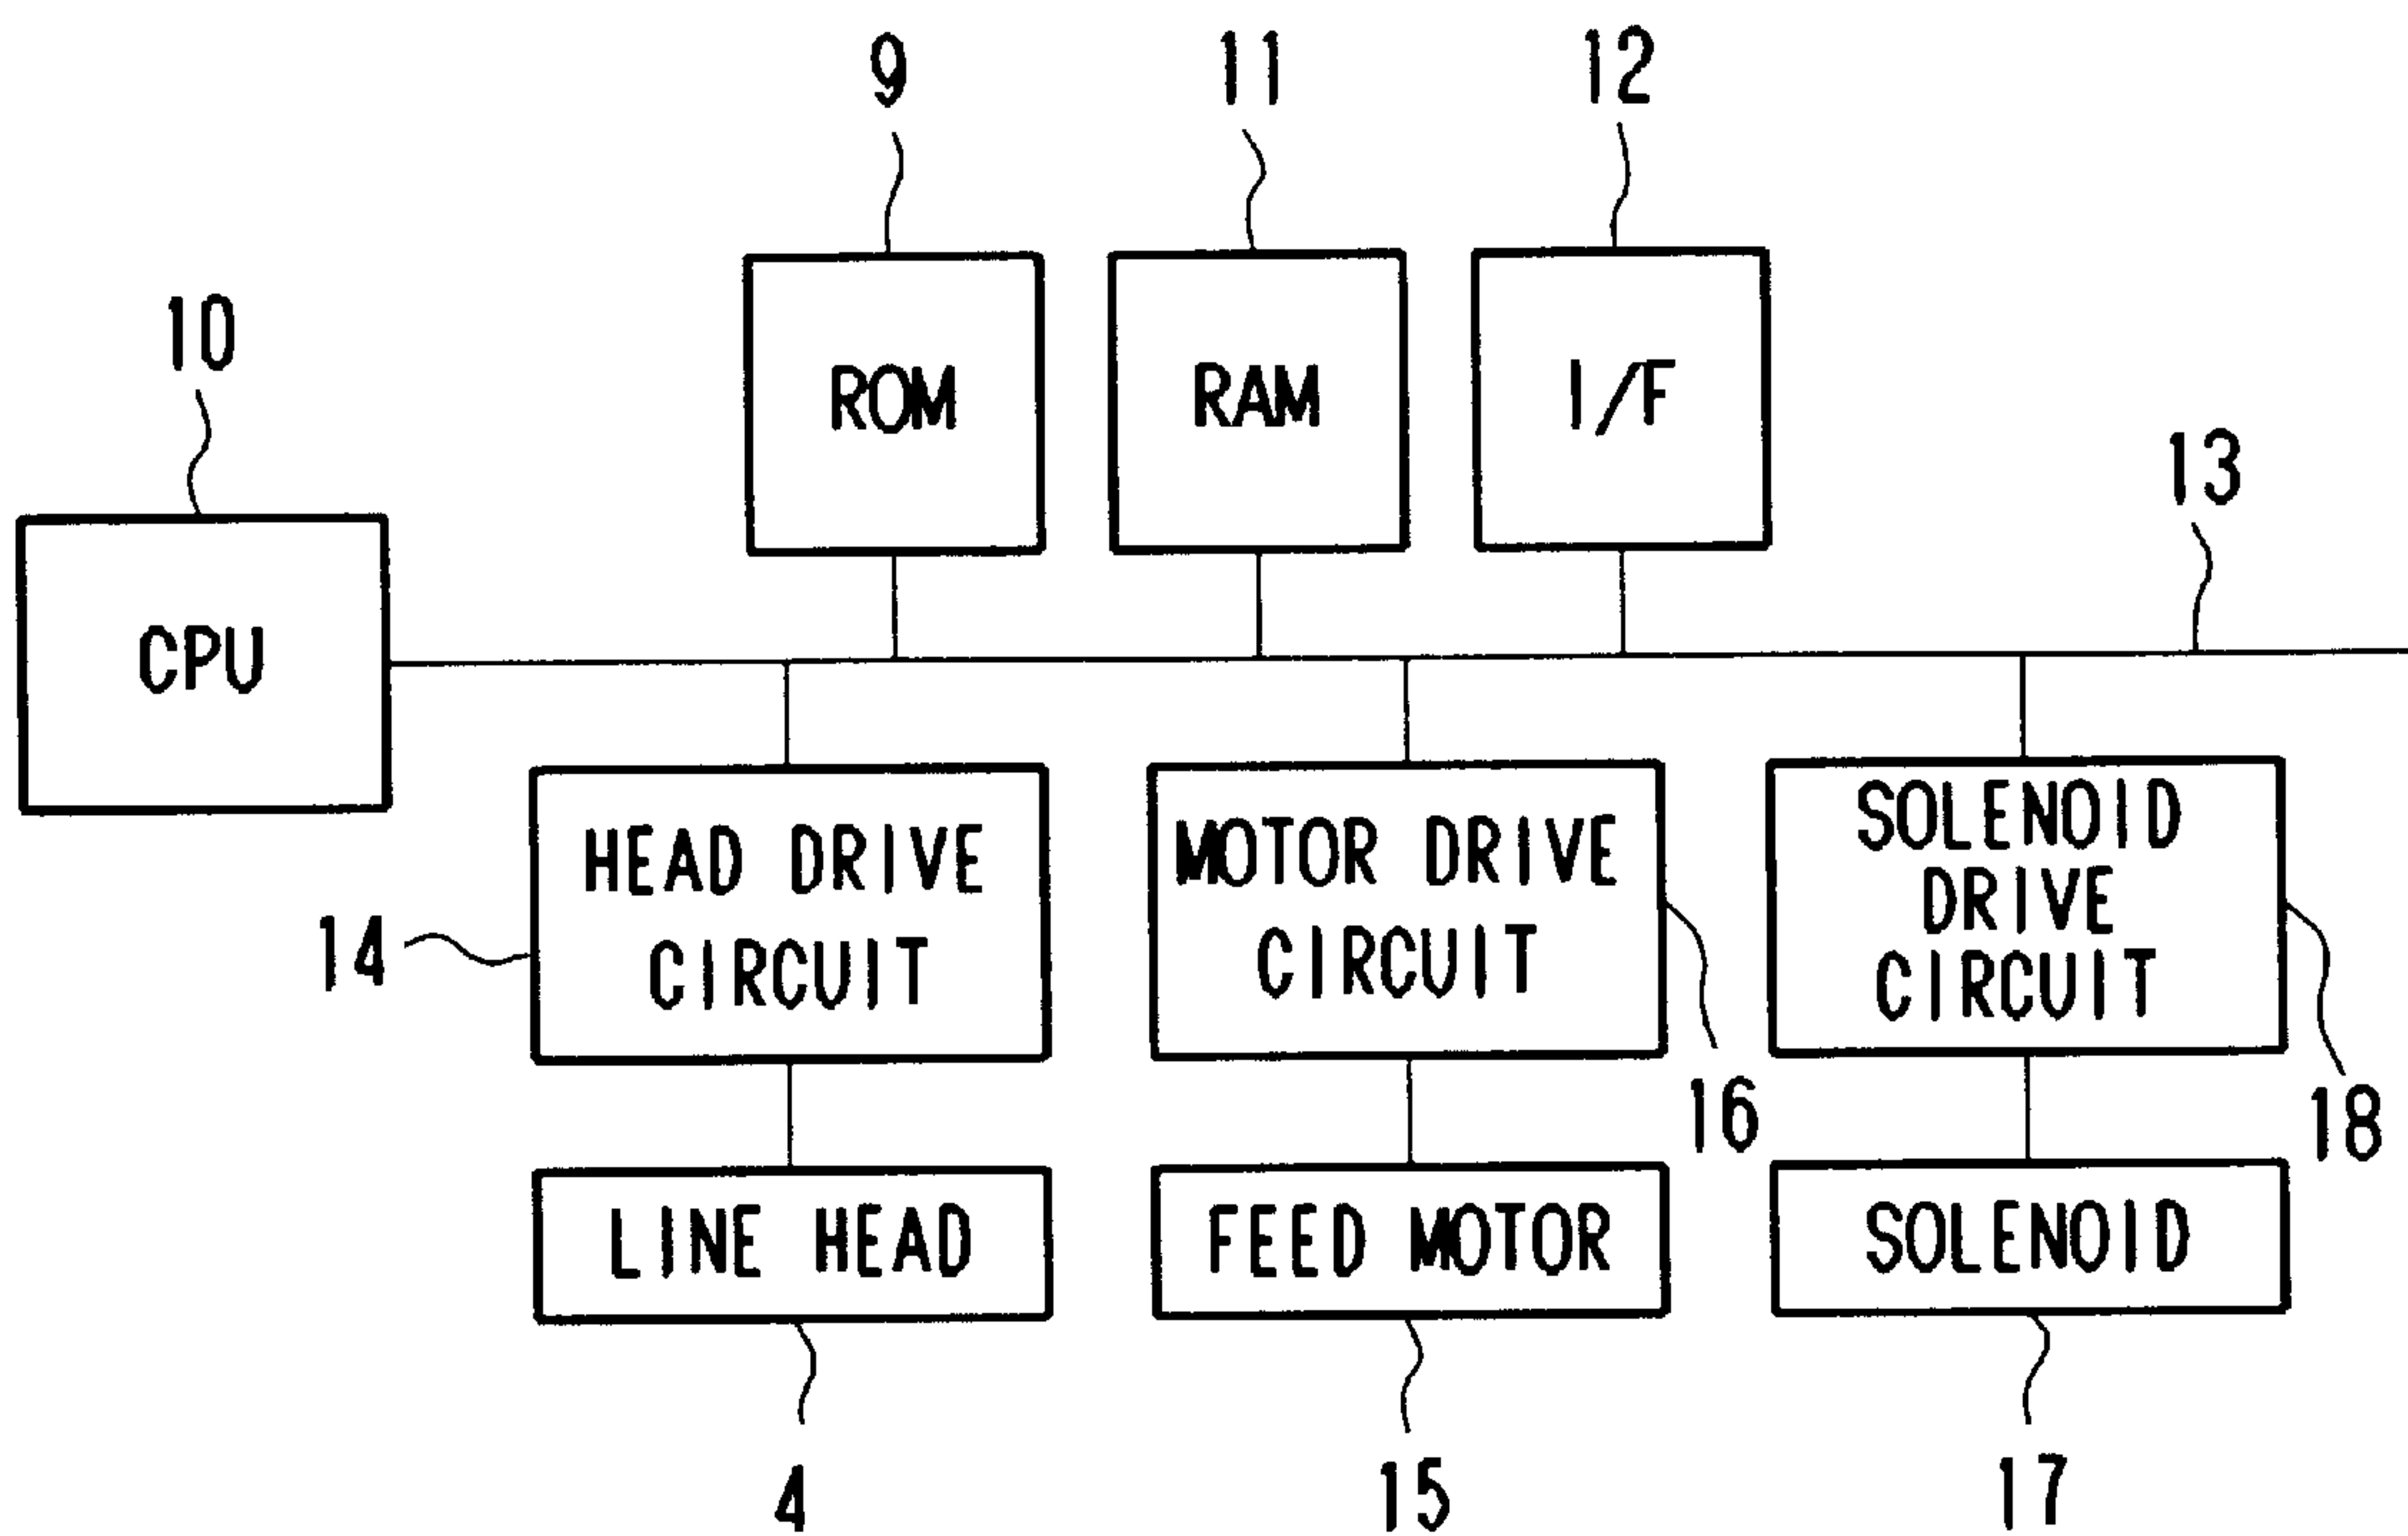 9
11
12
10
ROM
RAM
I/F
13
CPU
HEAD DRIVE
CIRCUIT
14
MOTOR DRIVE
CIRCUIT
16
SOLENOID
DRIVE
CIRCUIT
18
LINE HEAD
FEED MOTOR
SOLENOID
4
15
17